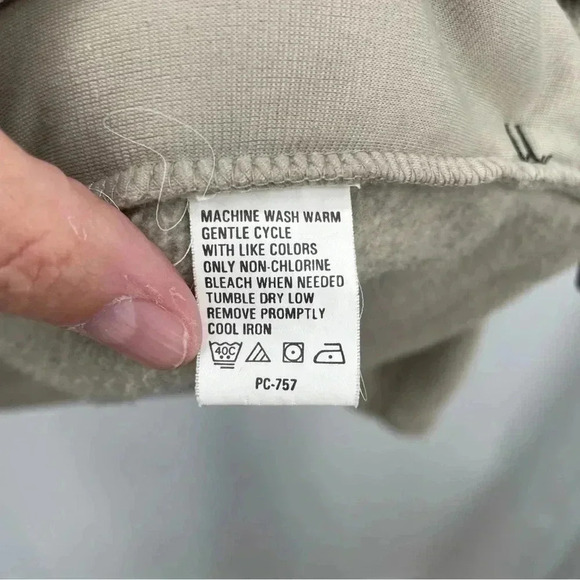 MACHINE WASH WARM
GENTLE CYCLE
WITH LIKE COLORS
ONLY NON-CHLORINE
BLEACH WHEN NEEDED
TUMBLE DRY LOW
REMOVE PROMPTLY
COOL IRON
40C
PC-757